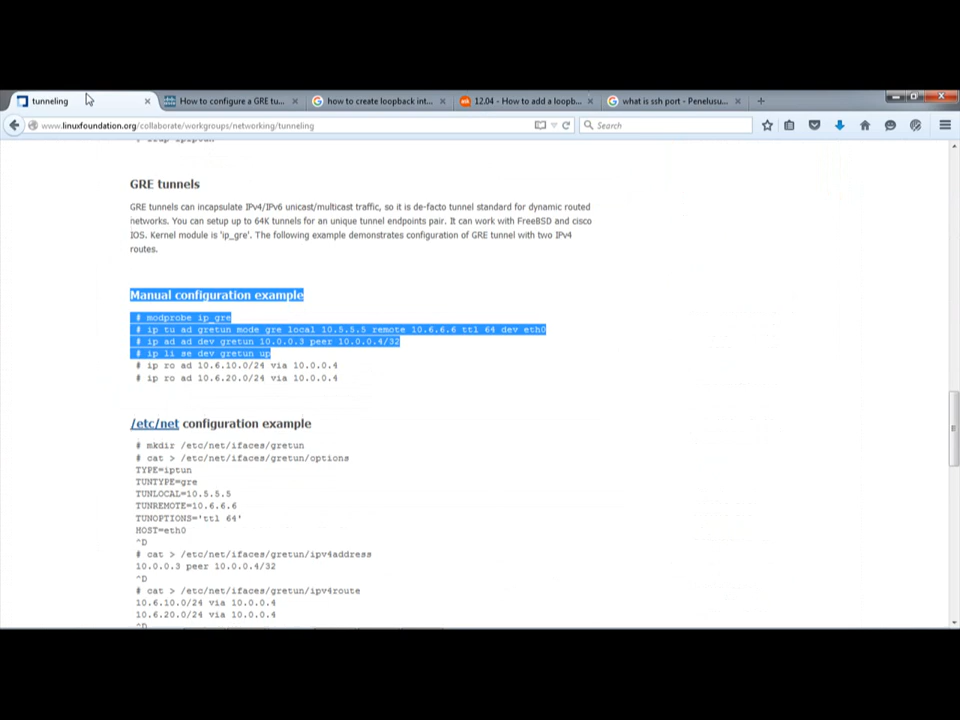 tunneling
How to configure a GRE tu...
how to create loopback int...
12.04 - How to add a loopb...
what is ssh port - Penelusu...
www.linuxfoundation.org/collaborate/workgroups/networking/tunneling
Search
GRE tunnels
GRE tunnels can incapsulate IPv4/IPv6 unicast/multicast traffic, so it is de-facto tunnel standard for dynamic routed
networks. You can setup up to 64K tunnels for an unique tunnel endpoints pair. It can work with FreeBSD and cisco
IOS. Kernel module is 'ip_gre'. The following example demonstrates configuration of GRE tunnel with two IPv4
routes.
Manual configuration example
# modprobe ip_gre
# ip tu ad gretun mode gre local 10.5.5.5 remote 10.6.6.6 ttl 64 dev eth0
# ip ad ad dev gretun 10.0.0.3 peer 10.0.0.4/32
# ip li se dev gretun up
# ip ro ad 10.6.10.0/24 via 10.0.0.4
# ip ro ad 10.6.20.0/24 via 10.0.0.4
/etc/net configuration example
# mkdir /etc/net/ifaces/gretun
# cat > /etc/net/ifaces/gretun/options
TYPE=iptun
TUNTYPE=gre
TUNLOCAL=10.5.5.5
TUNREMOTE=10.6.6.6
TUNOPTIONS='ttl 64'
HOST=eth0
^D
# cat > /etc/net/ifaces/gretun/ipv4address
10.0.0.3 peer 10.0.0.4/32
^D
# cat > /etc/net/ifaces/gretun/ipv4route
10.6.10.0/24 via 10.0.0.4
10.6.20.0/24 via 10.0.0.4
^D